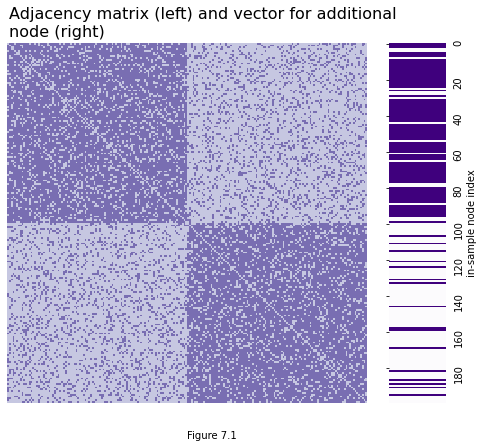 Adjacency matrix (left) and vector for additional
node (right)
0
20
40
60
80
100
120
140
160
180
in-sample node index
Figure 7.1